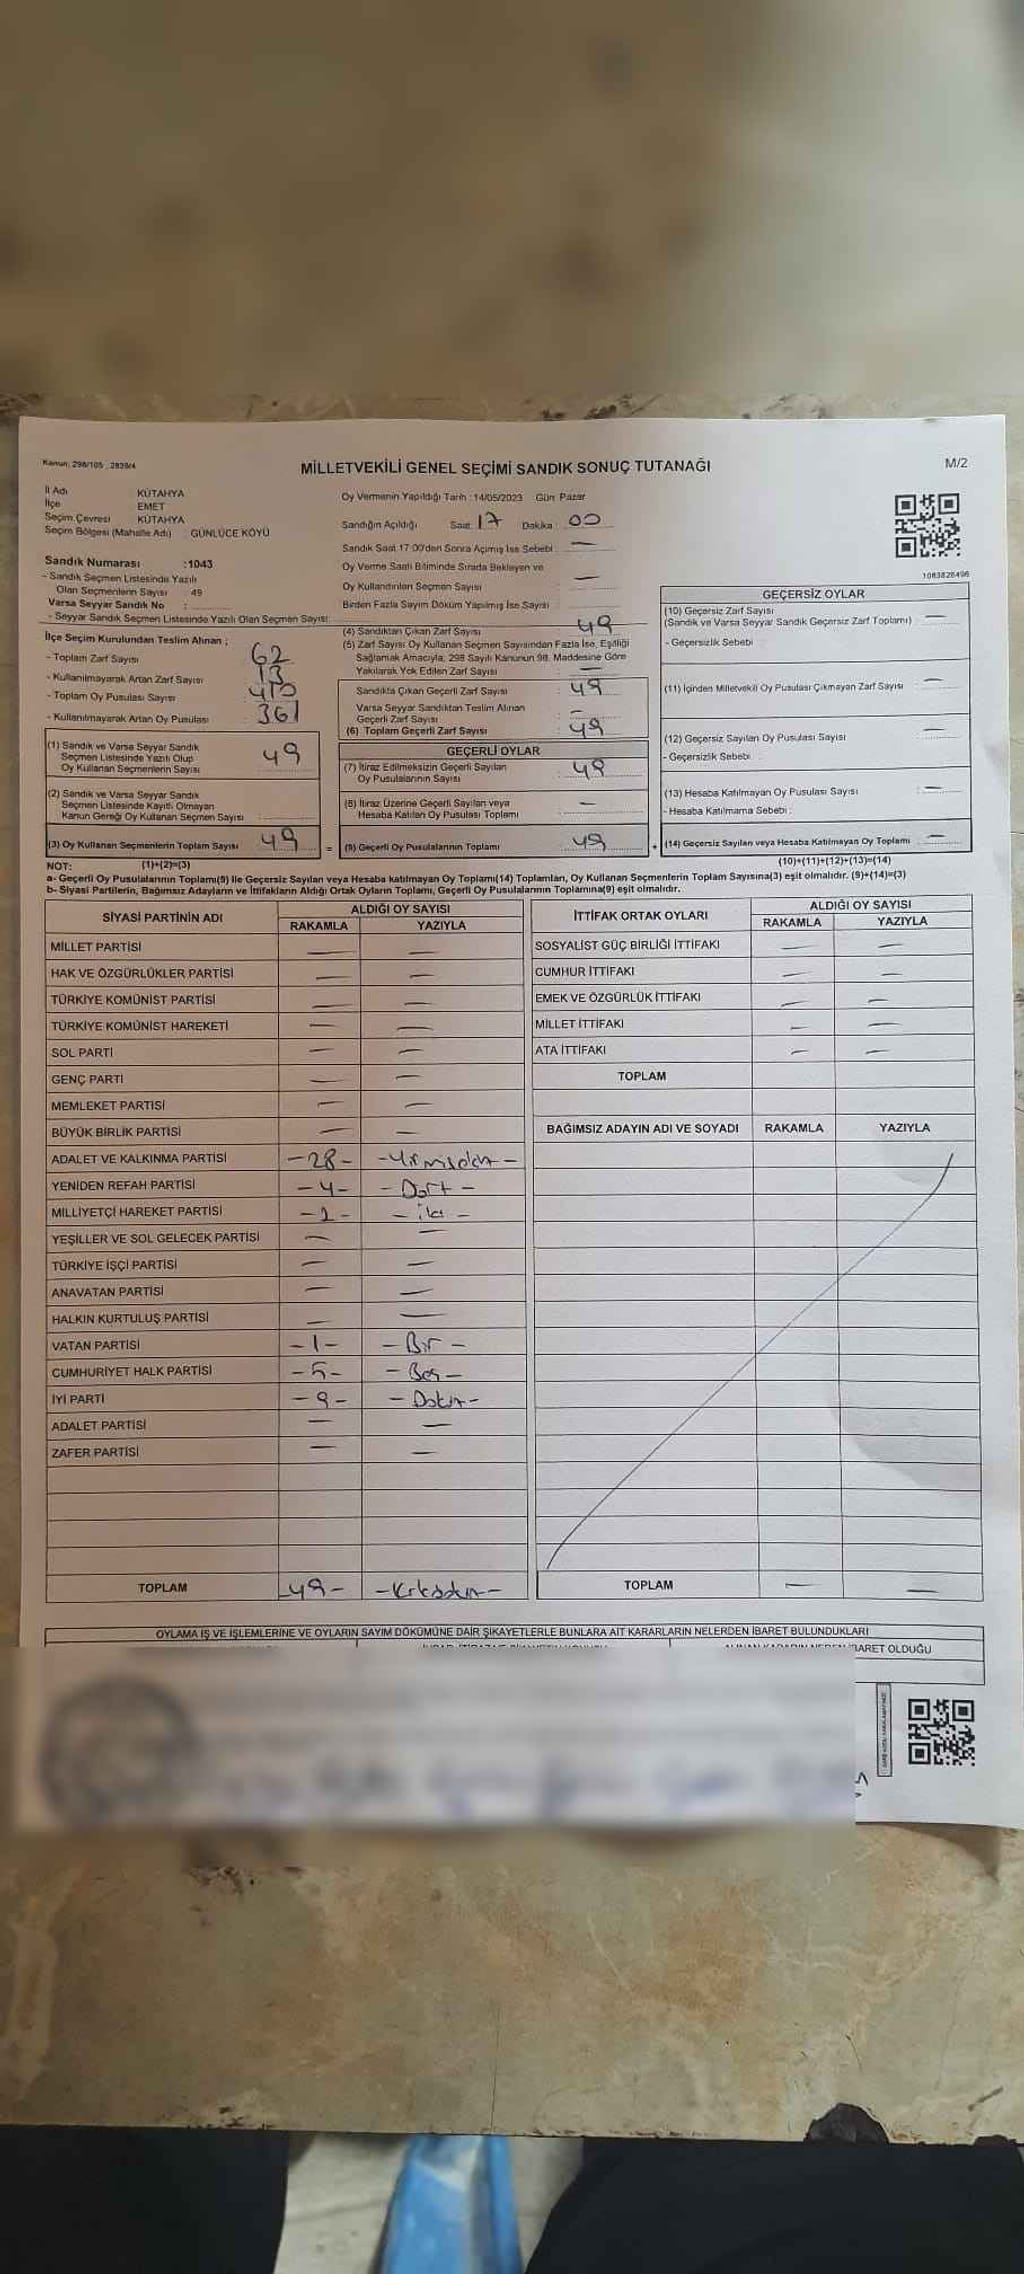 Kanun: 298/105 , 2839/4
MİLLETVEKİLİ GENEL SEÇİMİ SANDIK SONUÇ TUTANAĞI
M/2
İl Adı KÜTAHYA
İlçe EMET
Seçim Çevresi KÜTAHYA
Seçim Bölgesi (Mahalle Adı) : GÜNLÜCE KÖYÜ
Sandık Numarası :1043
- Sandık Seçmen Listesinde Yazılı
Olan Seçmenlerin Sayısı : 49
Varsa Seyyar Sandık No :
- Seyyar Sandık Seçmen Listesinde Yazılı Olan Seçmen Sayısı:
Oy Vermenin Yapıldığı Tarih : 14/05/2023 Gün: Pazar
Sandığın Açıldığı Saat: 17 Dakika : 00
Sandık Saat 17:00'den Sonra Açımış İse Sebebi : —
Oy Verme Saati Bitiminde Sırada Bekleyen ve
Oy Kullandırılan Seçmen Sayısı : —
Birden Fazla Sayım Döküm Yapılmış İse Sayısı :
1083828496
İlçe Seçim Kurulundan Teslim Alınan ;
- Toplam Zarf Sayısı : 62
- Kullanılmayarak Artan Zarf Sayısı : 13
- Toplam Oy Pusulası Sayısı : 410
- Kullanılmayarak Artan Oy Pusulası : 361
(1) Sandık ve Varsa Seyyar Sandık
Seçmen Listesinde Yazılı Olup
Oy Kullanan Seçmenlerin Sayısı : 49
(2) Sandık ve Varsa Seyyar Sandık
Seçmen Listesinde Kayıtlı Olmayan
Kanun Gereği Oy Kullanan Seçmen Sayısı :
(3) Oy Kullanan Seçmenlerin Toplam Sayısı : 49
(4) Sandıktan Çıkan Zarf Sayısı : 49
(5) Zarf Sayısı Oy Kullanan Seçmen Sayısından Fazla İse, Eşitliği
Sağlamak Amacıyla, 298 Sayılı Kanunun 98. Maddesine Göre
Yakılarak Yok Edilen Zarf Sayısı : —
Sandıkta Çıkan Geçerli Zarf Sayısı : 49
Varsa Seyyar Sandıktan Teslim Alınan
Geçerli Zarf Sayısı : —
(6) Toplam Geçerli Zarf Sayısı : 49
GEÇERLİ OYLAR
(7) İtiraz Edilmeksizin Geçerli Sayılan
Oy Pusulalarının Sayısı : 49
(8) İtiraz Üzerine Geçerli Sayılan veya
Hesaba Katılan Oy Pusulası Toplamı : —
= (9) Geçerli Oy Pusulalarının Toplamı : 49 +
GEÇERSİZ OYLAR
(10) Geçersiz Zarf Sayısı
(Sandık ve Varsa Seyyar Sandık Geçersiz Zarf Toplamı) : —
- Geçersizlik Sebebi :
(11) İçinden Milletvekili Oy Pusulası Çıkmayan Zarf Sayısı : —
(12) Geçersiz Sayılan Oy Pusulası Sayısı : —
- Geçersizlik Sebebi :
(13) Hesaba Katılmayan Oy Pusulası Sayısı : —
- Hesaba Katılmama Sebebi :
(14) Geçersiz Sayılan veya Hesaba Katılmayan Oy Toplamı : —
NOT: (1)+(2)=(3) (10)+(11)+(12)+(13)=(14)
a- Geçerli Oy Pusulalarının Toplamı(9) ile Geçersiz Sayılan veya Hesaba katılmayan Oy Toplamı(14) Toplamları, Oy Kullanan Seçmenlerin Toplam Sayısına(3) eşit olmalıdır. (9)+(14)=(3)
b- Siyasi Partilerin, Bağımsız Adayların ve İttifakların Aldığı Ortak Oyların Toplamı, Geçerli Oy Pusulalarının Toplamına(9) eşit olmalıdır.
SİYASİ PARTİNİN ADI ALDIĞI OY SAYISI
RAKAMLA YAZIYLA
MİLLET PARTİSİ — —
HAK VE ÖZGÜRLÜKLER PARTİSİ — —
TÜRKİYE KOMÜNİST PARTİSİ — —
TÜRKİYE KOMÜNİST HAREKETİ — —
SOL PARTİ — —
GENÇ PARTİ — —
MEMLEKET PARTİSİ — —
BÜYÜK BİRLİK PARTİSİ — —
ADALET VE KALKINMA PARTİSİ -28- -Yirmisekiz-
YENİDEN REFAH PARTİSİ -4- -Dört-
MİLLİYETÇİ HAREKET PARTİSİ -2- -iki-
YEŞİLLER VE SOL GELECEK PARTİSİ — —
TÜRKİYE İŞÇİ PARTİSİ — —
ANAVATAN PARTİSİ — —
HALKIN KURTULUŞ PARTİSİ — —
VATAN PARTİSİ -1- -Bir-
CUMHURİYET HALK PARTİSİ -5- -Beş-
İYİ PARTİ -9- -Dokuz-
ADALET PARTİSİ — —
ZAFER PARTİSİ — —
TOPLAM -49- -Kırkdokuz-
İTTİFAK ORTAK OYLARI ALDIĞI OY SAYISI
RAKAMLA YAZIYLA
SOSYALİST GÜÇ BİRLİĞİ İTTİFAKI — —
CUMHUR İTTİFAKI — —
EMEK VE ÖZGÜRLÜK İTTİFAKI — —
MİLLET İTTİFAKI — —
ATA İTTİFAKI — —
TOPLAM
BAĞIMSIZ ADAYIN ADI VE SOYADI RAKAMLA YAZIYLA
TOPLAM — —
OYLAMA İŞ VE İŞLEMLERİNE VE OYLARIN SAYIM DÖKÜMÜNE DAİR ŞİKAYETLERLE BUNLARA AİT KARARLARIN NELERDEN İBARET BULUNDUKLARI
İBARET OLDUĞU